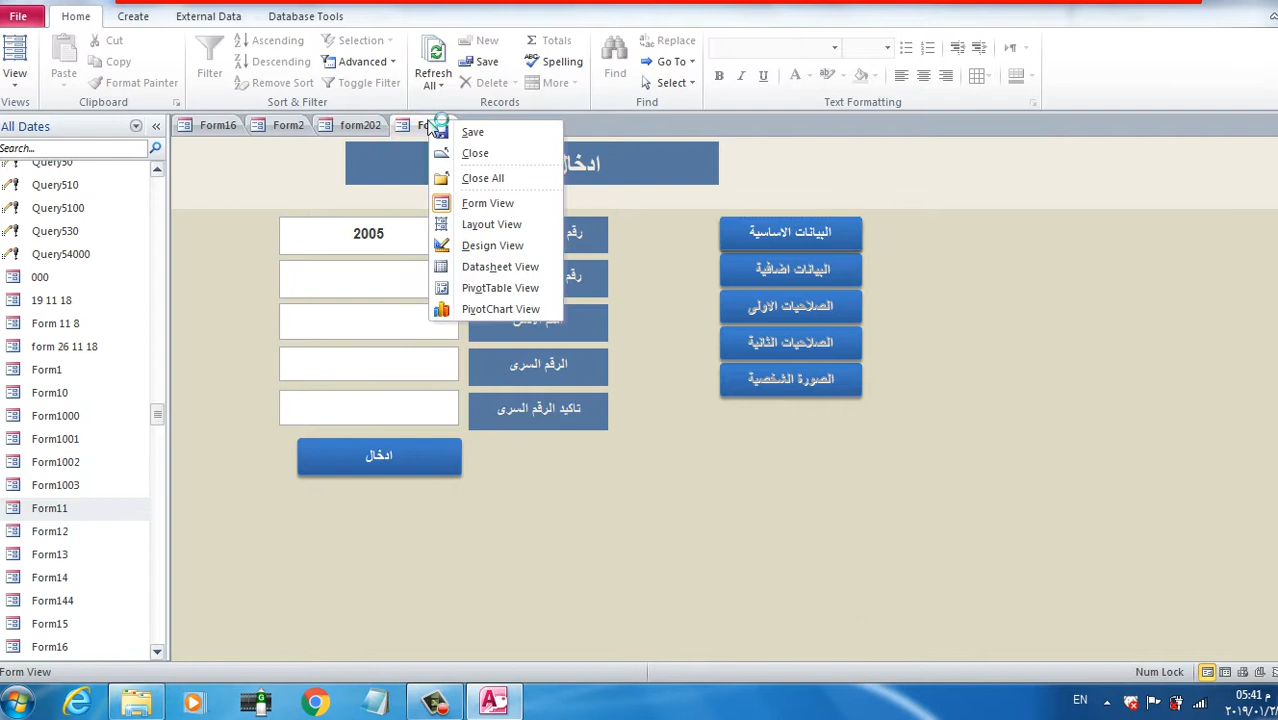 File
Home
Create
External Data
Database Tools
View
Views
Paste
Cut
Copy
Format Painter
Clipboard
Filter
Ascending
Descending
Remove Sort
Selection
Advanced
Toggle Filter
Sort & Filter
Refresh
All
New
Save
Delete
Totals
Spelling
More
Records
Find
Replace
Go To
Select
Find
B I U
A
Text Formatting
All Dates
Search...
Form16
Form2
form202
Query510
Query5100
Query530
Query54000
000
19 11 18
Form 11 8
form 26 11 18
Form1
Form10
Form1000
Form1001
Form1002
Form1003
Form11
Form12
Form13
Form14
Form144
Form15
Form16
Save
Close
Close All
Form View
Layout View
Design View
Datasheet View
PivotTable View
PivotChart View
ادخال
2005
رقم
رقم
الرقم السرى
تاكيد الرقم السرى
ادخال
البيانات الاساسية
البيانات اضافية
الصلاحيات الاولى
الصلاحيات الثانية
الصورة الشخصية
Form View
Num Lock
EN
05:41 م